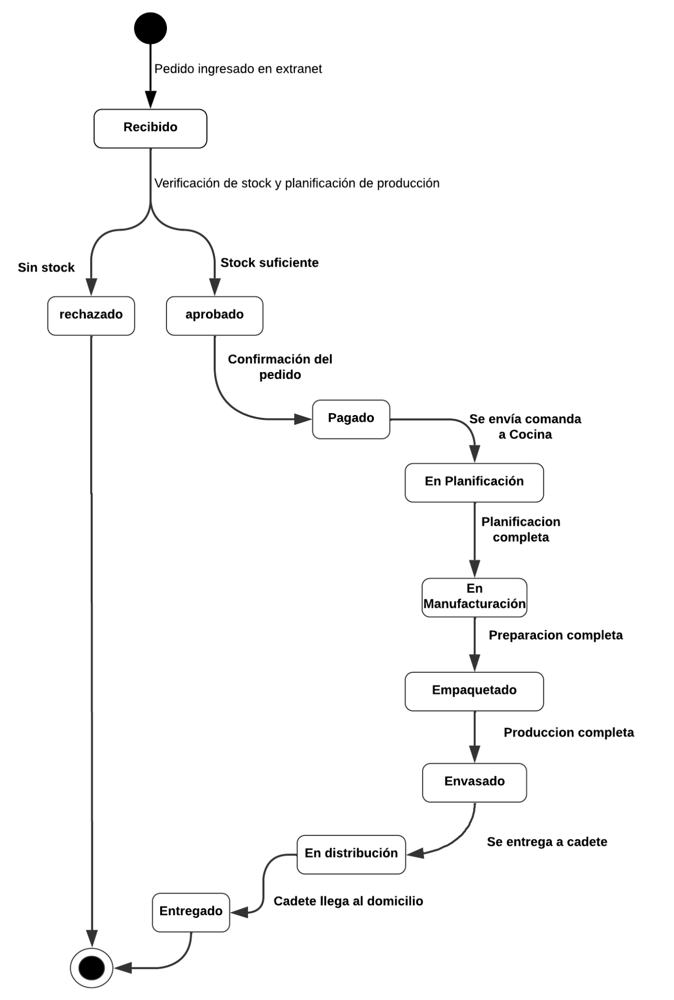 Pedido ingresado en extranet
Recibido
Verificación de stock y planificación de producción
Sin stock
Stock suficiente
rechazado
aprobado
Confirmación del
pedido
Pagado
Se envía comanda
a Cocina
En Planificación
Planificacion
completa
En
Manufacturación
Preparacion completa
Empaquetado
Produccion completa
Envasado
Se entrega a cadete
En distribución
Cadete llega al domicilio
Entregado